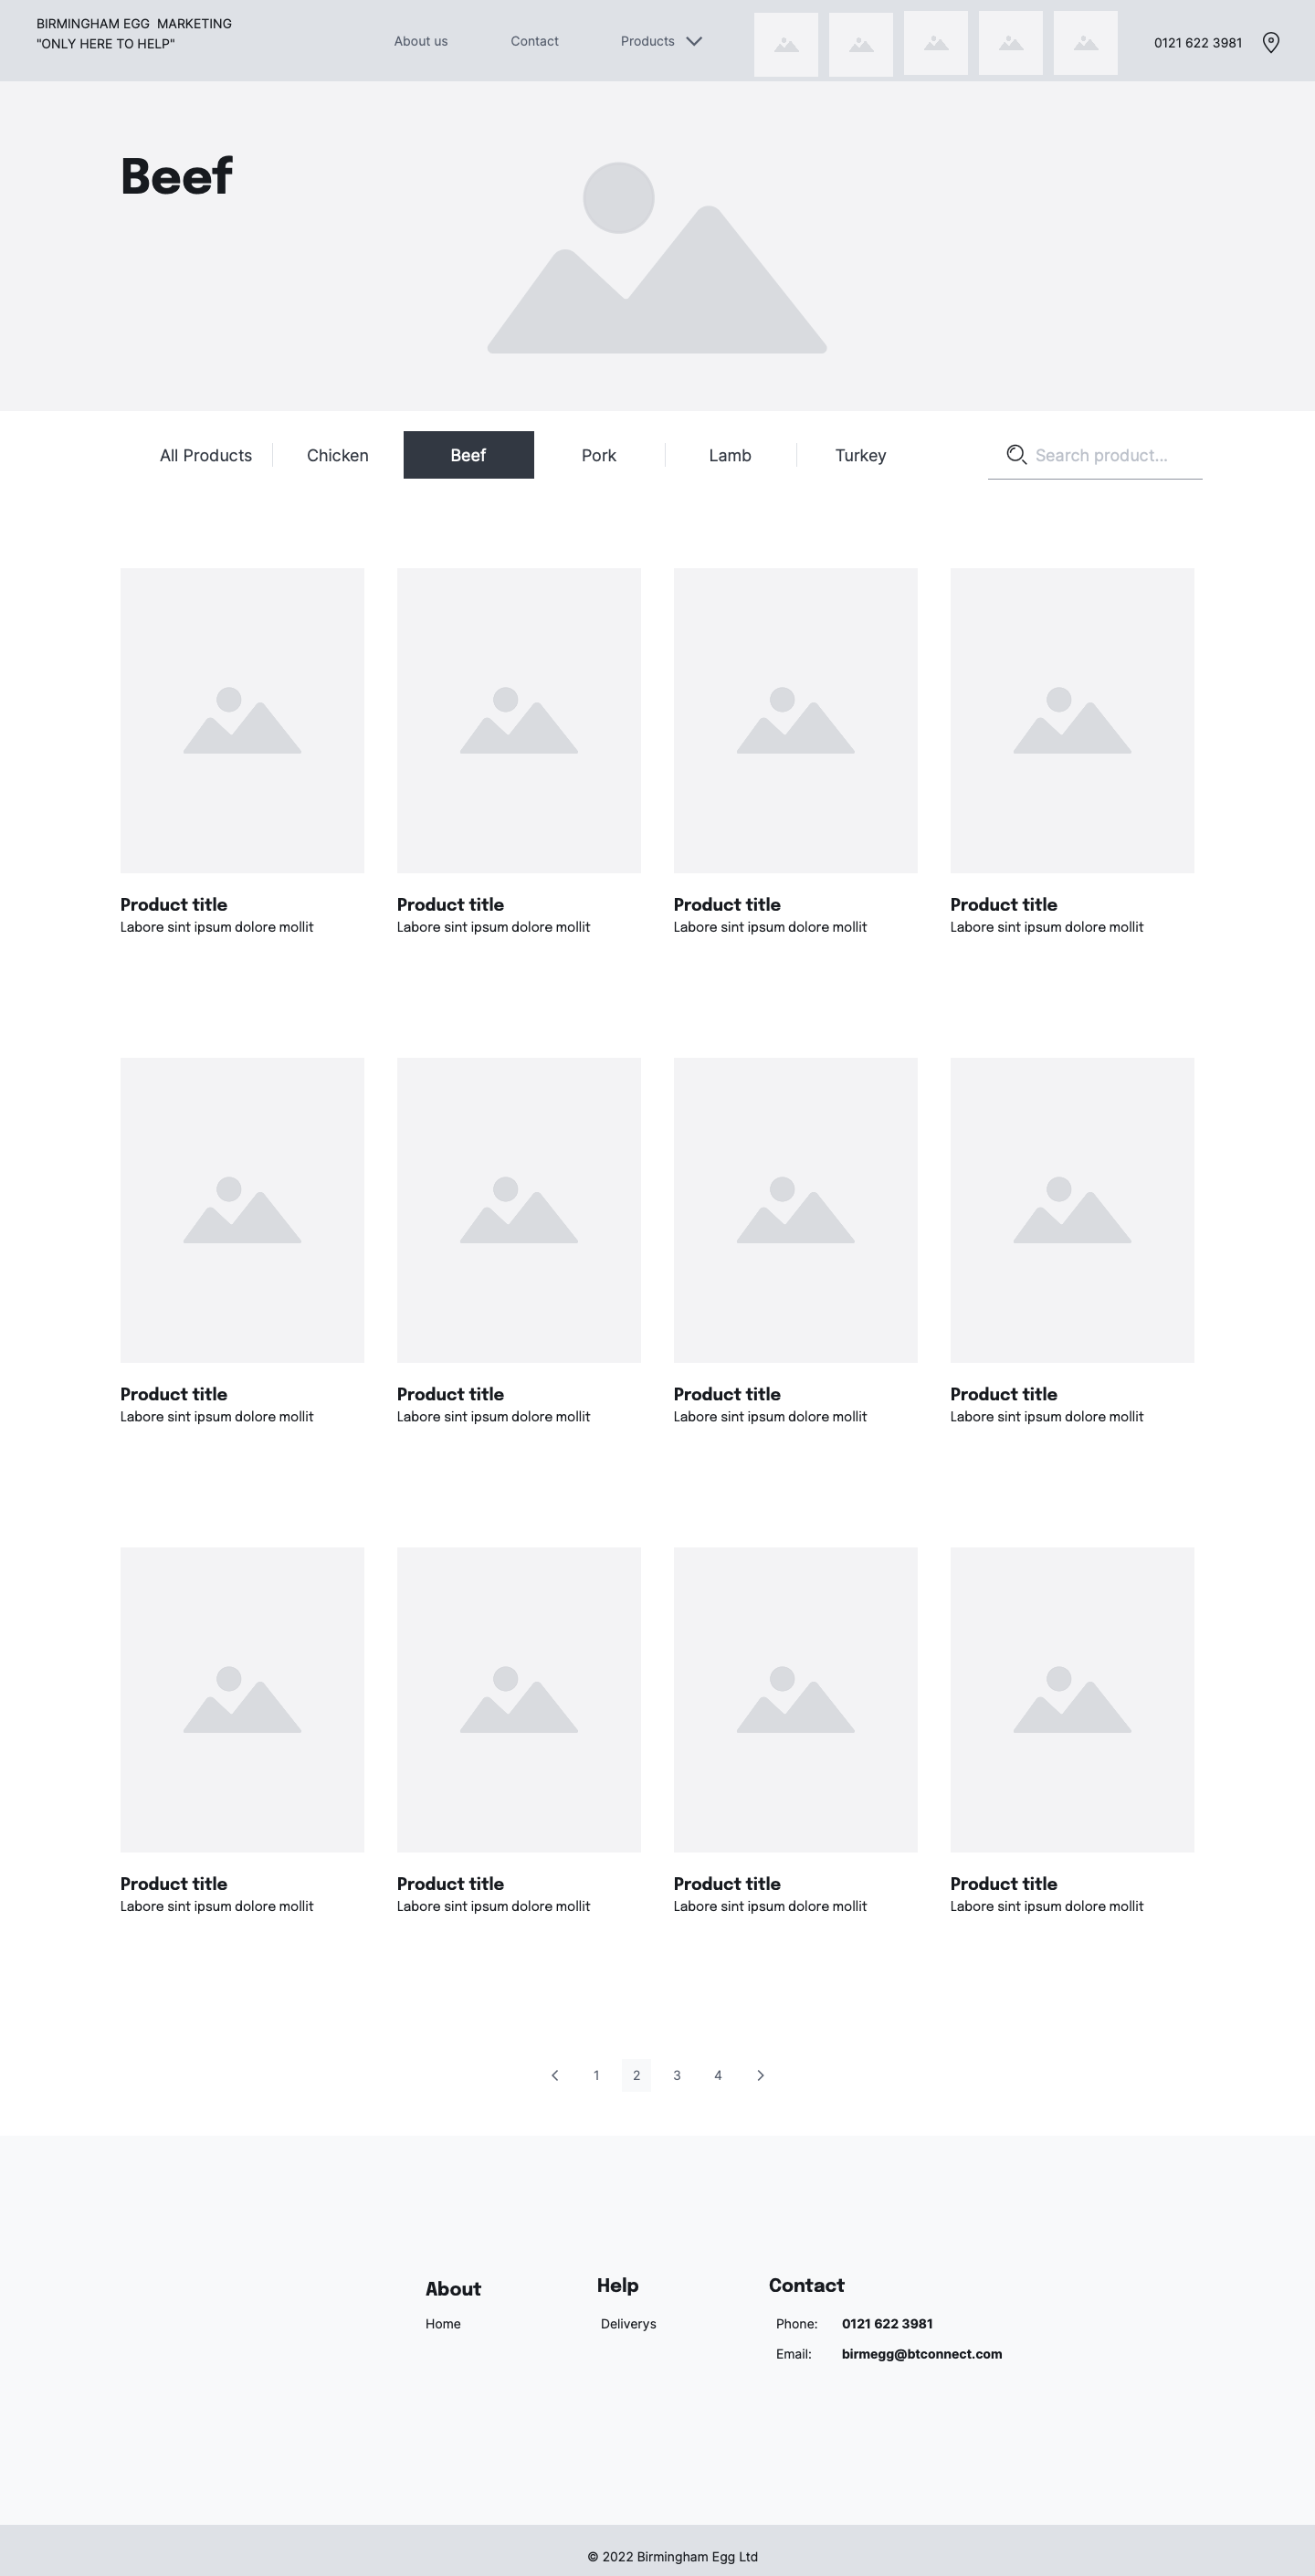 BIRMINGHAM EGG  MARKETING
"ONLY HERE TO HELP"
About us
Contact
Products
0121 622 3981
Beef
All Products
Chicken
Beef
Pork
Lamb
Turkey
Search product...
Product title
Labore sint ipsum dolore mollit
Product title
Labore sint ipsum dolore mollit
Product title
Labore sint ipsum dolore mollit
Product title
Labore sint ipsum dolore mollit
Product title
Labore sint ipsum dolore mollit
Product title
Labore sint ipsum dolore mollit
Product title
Labore sint ipsum dolore mollit
Product title
Labore sint ipsum dolore mollit
Product title
Labore sint ipsum dolore mollit
Product title
Labore sint ipsum dolore mollit
Product title
Labore sint ipsum dolore mollit
Product title
Labore sint ipsum dolore mollit
1 2 3 4
About
Home
Help
Deliverys
Contact
Phone: 0121 622 3981
Email: birmegg@btconnect.com
© 2022 Birmingham Egg Ltd